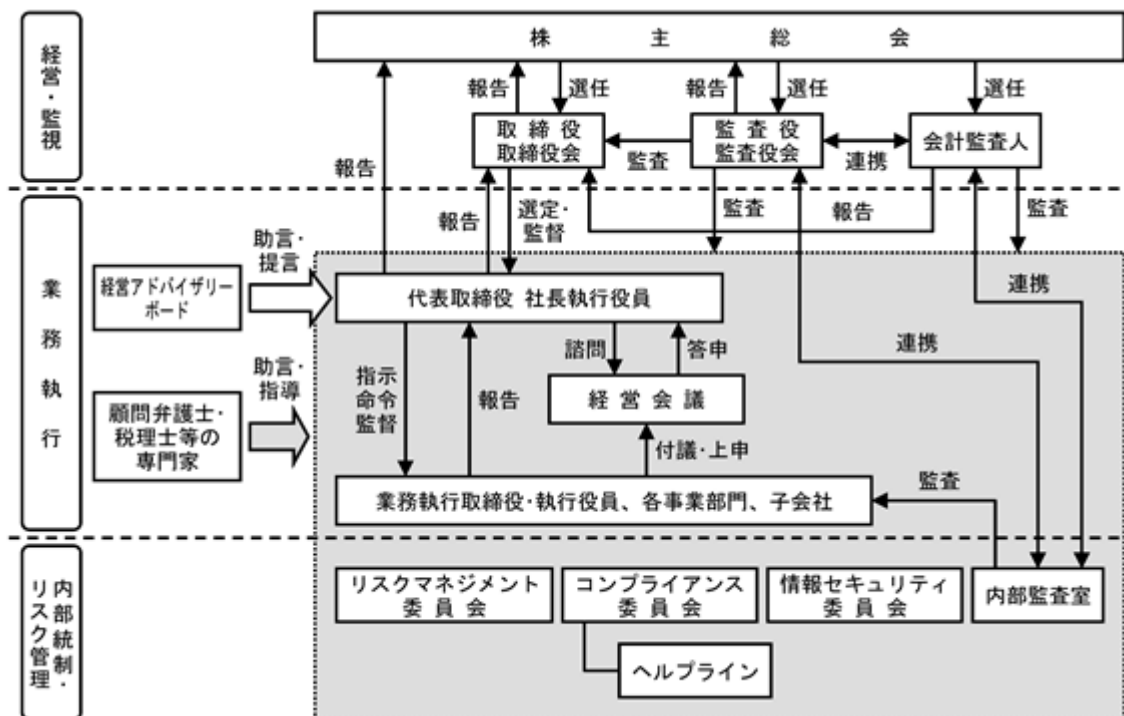 株主総会
経営・監視
報告
選任
報告
選任
選任
取締役
取締役会
監査役
監査役会
会計監査人
監査
連携
報告
報告
選定・
監督
監査
報告
監査
業務執行
助言・
提言
経営アドバイザリー
ボード
代表取締役 社長執行役員
連携
連携
諮問
答申
助言・
指導
指示
命令
監督
報告
経営会議
顧問弁護士・
税理士等の
専門家
付議・上申
業務執行取締役・執行役員、各事業部門、子会社
監査
内部統制・
リスク管理
リスクマネジメント
委員会
コンプライアンス
委員会
情報セキュリティ
委員会
内部監査室
ヘルプライン